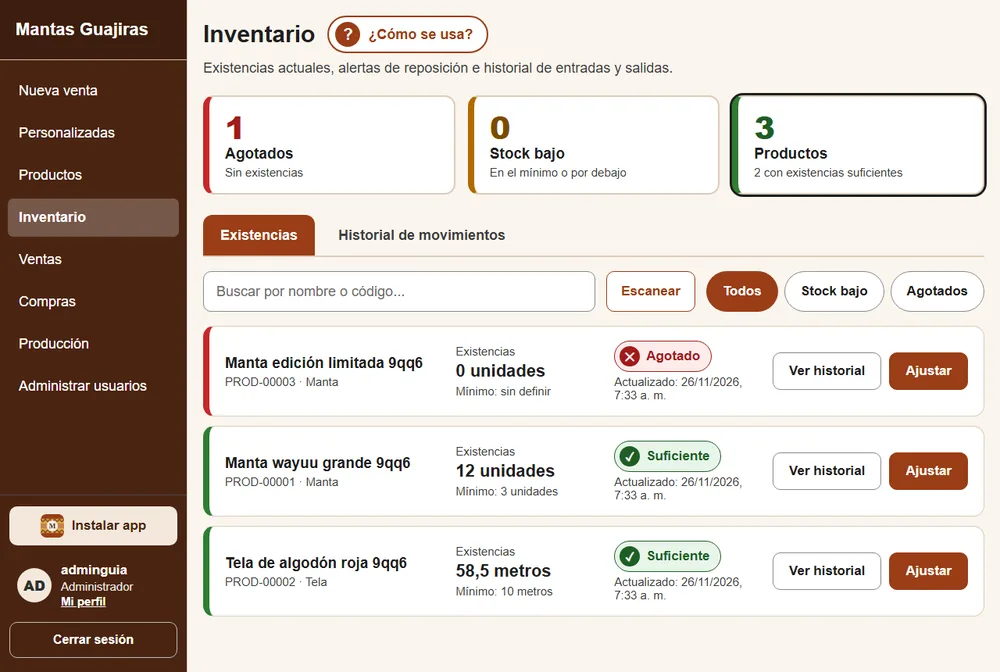 Mantas Guajiras
Nueva venta
Personalizadas
Productos
Inventario
Ventas
Compras
Producción
Administrar usuarios
M
Instalar app
AD
adminguia
Administrador
Mi perfil
Cerrar sesión
Inventario
? ¿Cómo se usa?
Existencias actuales, alertas de reposición e historial de entradas y salidas.
1
Agotados
Sin existencias
0
Stock bajo
En el mínimo o por debajo
3
Productos
2 con existencias suficientes
Existencias Historial de movimientos
Buscar por nombre o código... Escanear Todos Stock bajo Agotados
Manta edición limitada 9qq6
PROD-00003 · Manta
Existencias
0 unidades
Mínimo: sin definir
Agotado
Actualizado: 26/11/2026,
7:33 a. m.
Ver historial Ajustar
Manta wayuu grande 9qq6
PROD-00001 · Manta
Existencias
12 unidades
Mínimo: 3 unidades
Suficiente
Actualizado: 26/11/2026,
7:33 a. m.
Ver historial Ajustar
Tela de algodón roja 9qq6
PROD-00002 · Tela
Existencias
58,5 metros
Mínimo: 10 metros
Suficiente
Actualizado: 26/11/2026,
7:33 a. m.
Ver historial Ajustar